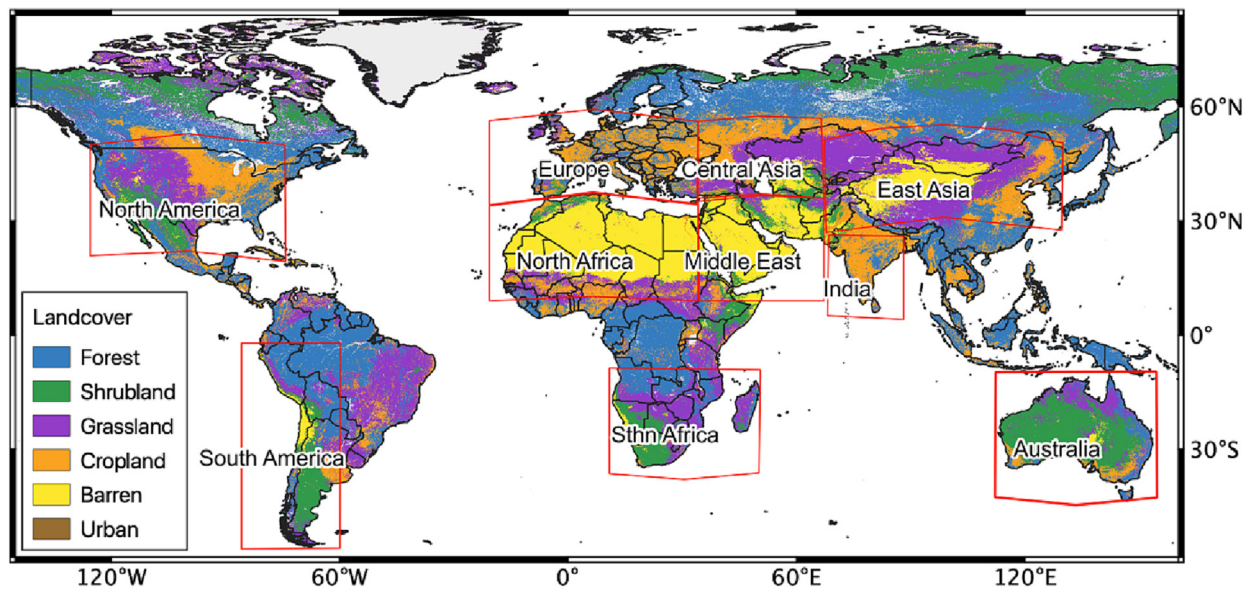 60°N
Europe
Central Asia
East Asia
North America
30°N
North Africa
Middle East
India
Landcover
Forest
Shrubland
Grassland
Cropland
Barren
Urban
0°
Sthn Africa
Australia
South America
30°S
120°W
60°W
0°
60°E
120°E